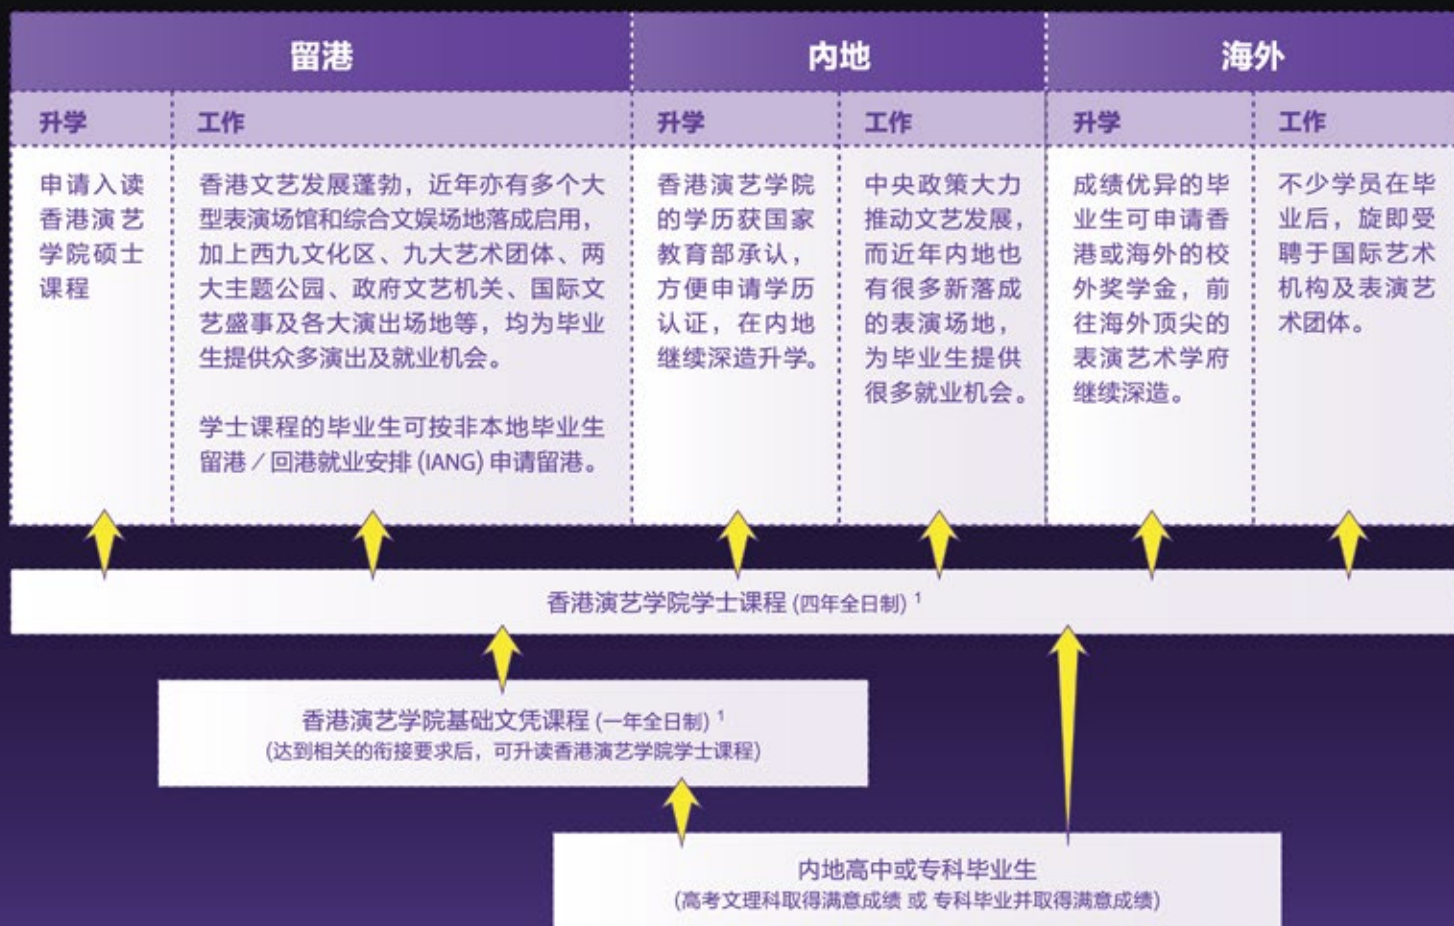 留港
内地
海外
升学
工作
升学
工作
升学
工作
申请入读
香港演艺
学院硕士
课程
香港文艺发展蓬勃，近年亦有多个大
型表演场馆和综合文娱场地落成启用，
加上西九文化区、九大艺术团体、两
大主题公园、政府文艺机关、国际文
艺盛事及各大演出场地等，均为毕业
生提供众多演出及就业机会。
学士课程的毕业生可按非本地毕业生
留港／回港就业安排 (IANG) 申请留港。
香港演艺学院
的学历获国家
教育部承认，
方便申请学历
认证，在内地
继续深造升学。
中央政策大力
推动文艺发展，
而近年内地也
有很多新落成
的表演场地，
为毕业生提供
很多就业机会。
成绩优异的毕
业生可申请香
港或海外的校
外奖学金，前
往海外顶尖的
表演艺术学府
继续深造。
不少学员在毕
业后，旋即受
聘于国际艺术
机构及表演艺
术团体。
香港演艺学院学士课程 (四年全日制) 1
香港演艺学院基础文凭课程 (一年全日制) 1
(达到相关的衔接要求后，可升读香港演艺学院学士课程)
内地高中或专科毕业生
(高考文理科取得满意成绩 或 专科毕业并取得满意成绩)